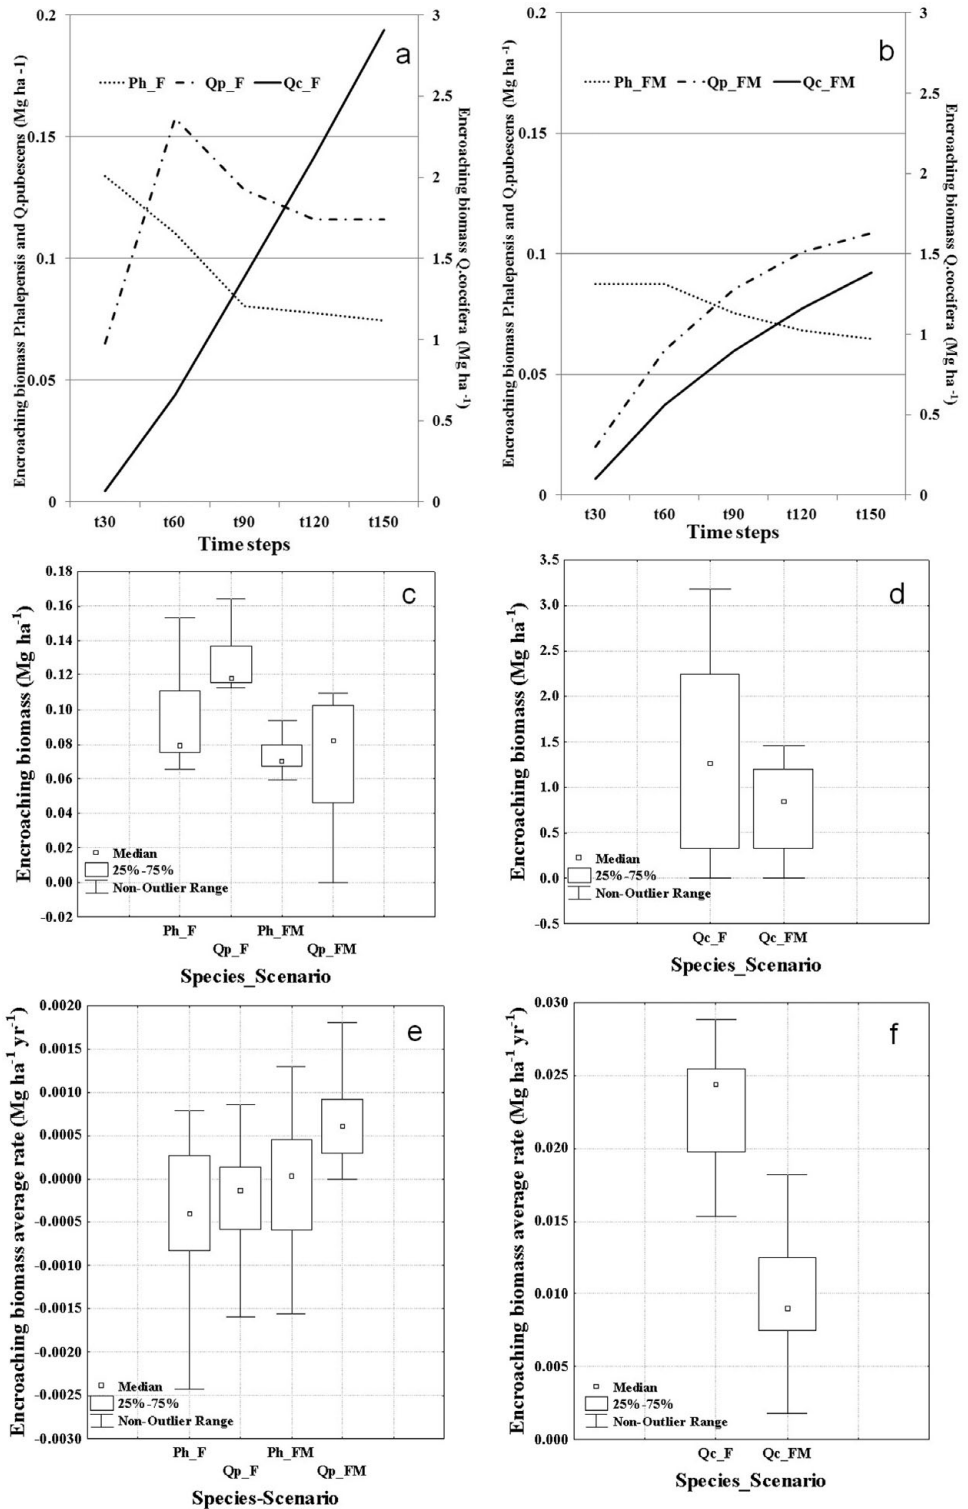 a
Encroaching biomass P.halepensis and Q.pubescens (Mg ha -1)
0.2
0.15
0.1
0.05
0
Ph_F Qp_F Qc_F
3
2.5
2
1.5
1
0.5
0
Encroaching biomass Q.coccifera (Mg ha-1)
t30 t60 t90 t120 t150
Time steps
b
Encroaching biomass P.halepensis and Q.pubescens (Mg ha-1)
0.2
0.15
0.1
0.05
0
Ph_FM Qp_FM Qc_FM
3
2.5
2
1.5
1
0.5
0
Encroaching biomass Q.coccifera (Mg ha-1)
t30 t60 t90 t120 t150
Time steps
c
Encroaching biomass (Mg ha-1)
0.18
0.16
0.14
0.12
0.10
0.08
0.06
0.04
0.02
0.00
-0.02
Median
25%-75%
Non-Outlier Range
Ph_F Qp_F Ph_FM Qp_FM
Species_Scenario
d
Encroaching biomass (Mg ha-1)
3.5
3.0
2.5
2.0
1.5
1.0
0.5
0.0
-0.5
Median
25%-75%
Non-Outlier Range
Qc_F Qc_FM
Species_Scenario
e
Encroaching biomass average rate (Mg ha-1 yr-1)
0.0020
0.0015
0.0010
0.0005
0.0000
-0.0005
-0.0010
-0.0015
-0.0020
-0.0025
-0.0030
Median
25%-75%
Non-Outlier Range
Ph_F Qp_F Ph_FM Qp_FM
Species-Scenario
f
Encroaching biomass average rate (Mg ha-1 yr-1)
0.030
0.025
0.020
0.015
0.010
0.005
0.000
Median
25%-75%
Non-Outlier Range
Qc_F Qc_FM
Species_Scenario